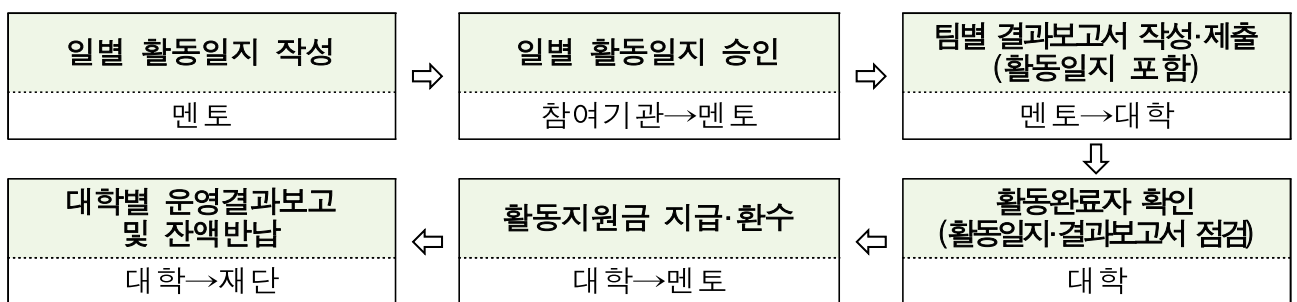 일별 활동일지 작성
멘토
⇨
일별 활동일지 승인
참여기관→멘토
⇨
팀별 결과보고서 작성·제출
(활동일지 포함)
멘토→대학
⇩
활동완료자 확인
(활동일지·결과보고서 점검)
대학
⇦
활동지원금 지급·환수
대학→멘토
⇦
대학별 운영결과보고
및 잔액반납
대학→재단